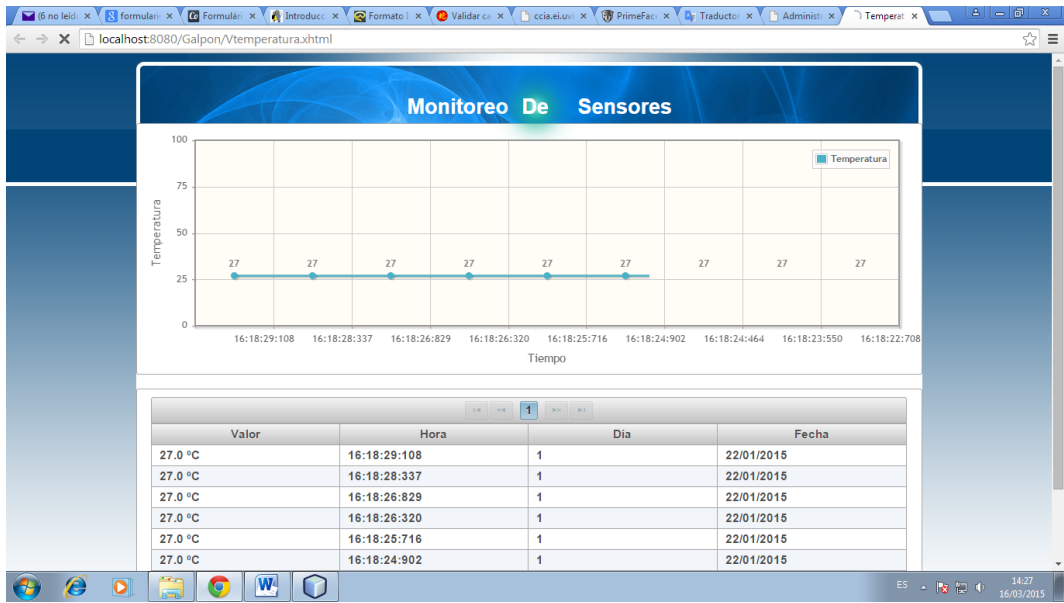 (6 no leíd
formulari
Formulári
Introducc
Formato I
Validar ca
ccia.ei.uvi
PrimeFace
Traductor
Administr
Temperat
localhost:8080/Galpon/Vtemperatura.xhtml
Monitoreo De Sensores
100
75
50
25
0
Temperatura
Temperatura
27 27 27 27 27 27 27 27 27
16:18:29:108 16:18:28:337 16:18:26:829 16:18:26:320 16:18:25:716 16:18:24:902 16:18:24:464 16:18:23:550 16:18:22:708
Tiempo
1
Valor Hora Dia Fecha
27.0 ºC 16:18:29:108 1 22/01/2015
27.0 ºC 16:18:28:337 1 22/01/2015
27.0 ºC 16:18:26:829 1 22/01/2015
27.0 ºC 16:18:26:320 1 22/01/2015
27.0 ºC 16:18:25:716 1 22/01/2015
27.0 ºC 16:18:24:902 1 22/01/2015
ES
14:27
16/03/2015